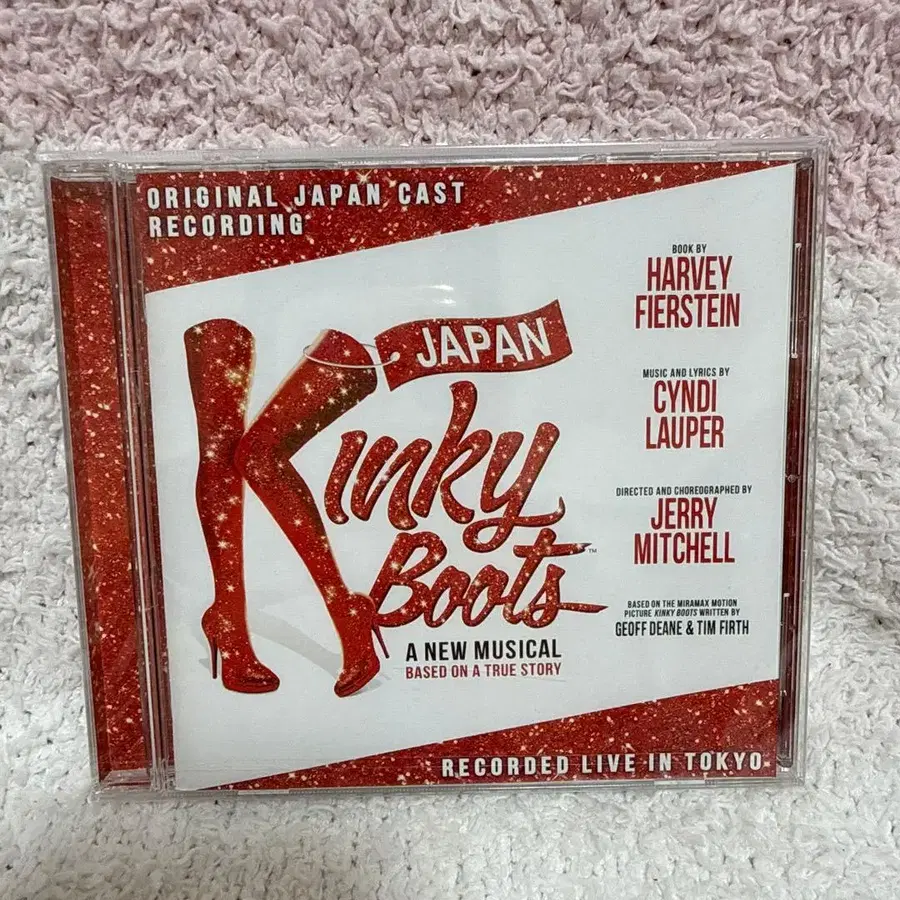 ORIGINAL JAPAN CAST
RECORDING
JAPAN
Kinky
Boots™
A NEW MUSICAL
BASED ON A TRUE STORY
BOOK BY
HARVEY
FIERSTEIN
MUSIC AND LYRICS BY
CYNDI
LAUPER
DIRECTED AND CHOREOGRAPHED BY
JERRY
MITCHELL
BASED ON THE MIRAMAX MOTION
PICTURE KINKY BOOTS WRITTEN BY
GEOFF DEANE & TIM FIRTH
RECORDED LIVE IN TOKYO